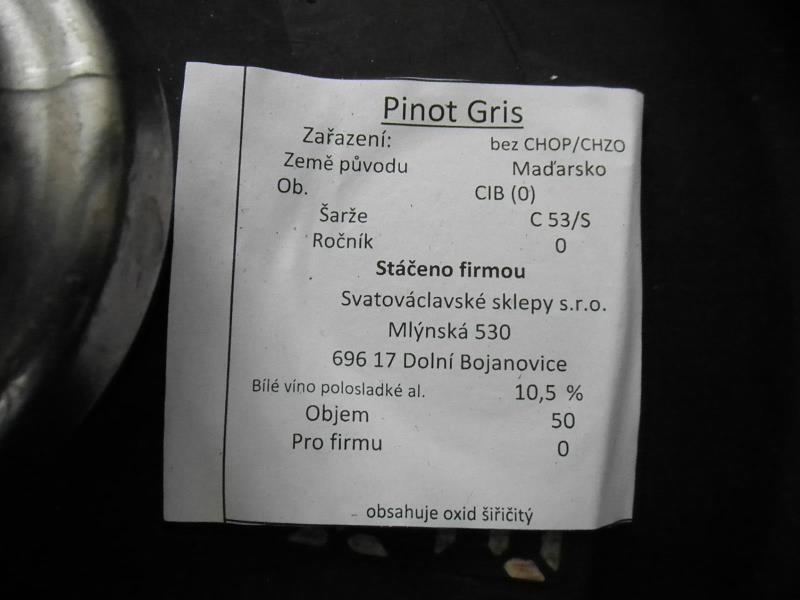 Pinot Gris
Zařazení: bez CHOP/CHZO
Země původu Maďarsko
Ob. CIB (0)
Šarže C 53/S
Ročník 0
Stáčeno firmou
Svatováclavské sklepy s.r.o.
Mlýnská 530
696 17 Dolní Bojanovice
Bílé víno polosladké al. 10,5 %
Objem 50
Pro firmu 0
obsahuje oxid šiřičitý